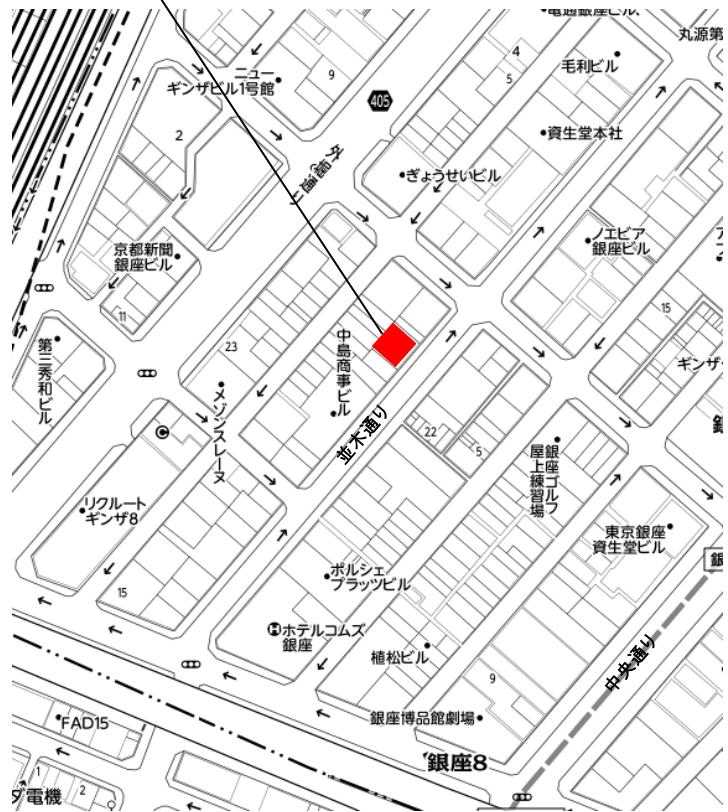 電通銀座ビル
丸源第
4
5
毛利ビル
ニュー
ギンザビル1号館
9
405
資生堂本社
2
外堀通り
ぎょうせいビル
京都新聞
銀座ビル
ノエビア
銀座ビル
11
15
第三秀和ビル
23
中島商事ビル
メゾンスレーヌ
ギンザ
並木通り
22
5
銀座ゴルフ
屋上練習場
銀
C
リクルート
ギンザ8
東京銀座
資生堂ビル
銀
15
ポルシェ
プラッツビル
H ホテルコムズ
銀座
植松ビル
9
中央通り
銀座博品館劇場
FAD15
銀座8
1
2
ダ電機